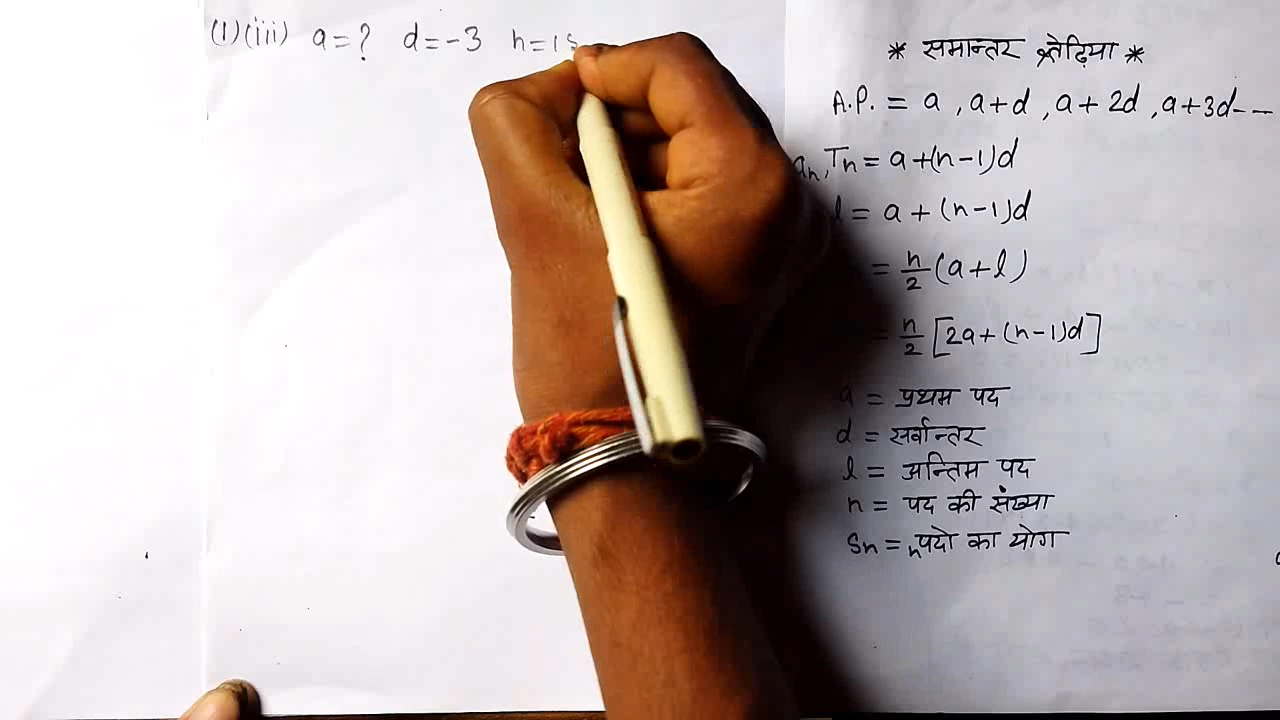 (1)(iii) a=? d=-3 n=1
* समान्तर श्रेढ़िया *
A.P. = a , a+d , a+2d , a+3d---
an, Tn = a+(n-1)d
l = a + (n-1)d
= n/2 (a+l)
= n/2 [2a+(n-1)d]
a = प्रथम पद
d = सर्वान्तर
l = अन्तिम पद
n = पद की संख्या
Sn = n पदो का योग